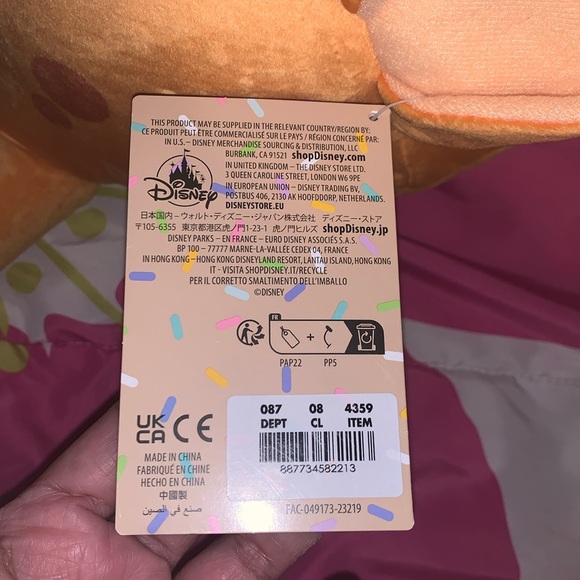 THIS PRODUCT MAY BE SUPPLIED IN THE RELEVANT COUNTRY/REGION BY:
CE PRODUIT PEUT ÊTRE COMMERCIALISÉ SUR LE PAYS / RÉGION CONCERNÉ PAR:
IN U.S. – DISNEY MERCHANDISE SOURCING & DISTRIBUTION, LLC
BURBANK, CA 91521 shopDisney.com
IN UNITED KINGDOM – THE DISNEY STORE LTD.
3 QUEEN CAROLINE STREET, LONDON W6 9PE
IN EUROPEAN UNION – DISNEY TRADING BV,
POSTBUS 406, 2130 AK HOOFDDORP, NETHERLANDS.
DISNEYSTORE.EU
Disney
日本国内 – ウォルト・ディズニー・ジャパン株式会社 ディズニー・ストア
〒105-6355 東京都港区虎ノ門1-23-1 虎ノ門ヒルズ shopDisney.jp
DISNEY PARKS – EN FRANCE – EURO DISNEY ASSOCIÉS S.A.S.
BP 100 – 77777 MARNE-LA-VALLÉE CEDEX 04, FRANCE
IN HONG KONG –HONG KONG DISNEYLAND RESORT, LANTAU ISLAND, HONG KONG
IT - VISITA SHOPDISNEY.IT/RECYCLE
PER IL CORRETTO SMALTIMENTO DELL'IMBALLO
©DISNEY
FR
+
PAP22 PP5
UK
CA CE
087 08 4359
DEPT CL ITEM
887734582213
MADE IN CHINA
FABRIQUÉ EN CHINE
HECHO EN CHINA
中國製
صنع في الصين
FAC-049173-23219